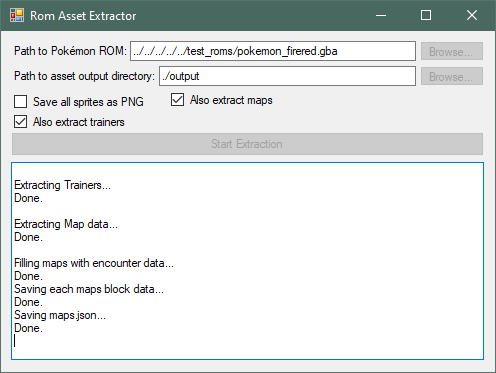 Rom Asset Extractor
Path to Pokémon ROM: ../../../../../test_roms/pokemon_firered.gba Browse...
Path to asset output directory: ./output Browse...
Save all sprites as PNG Also extract maps
Also extract trainers
Start Extraction
Extracting Trainers...
Done.
Extracting Map data...
Done.
Filling maps with encounter data...
Done.
Saving each maps block data...
Done.
Saving maps.json...
Done.